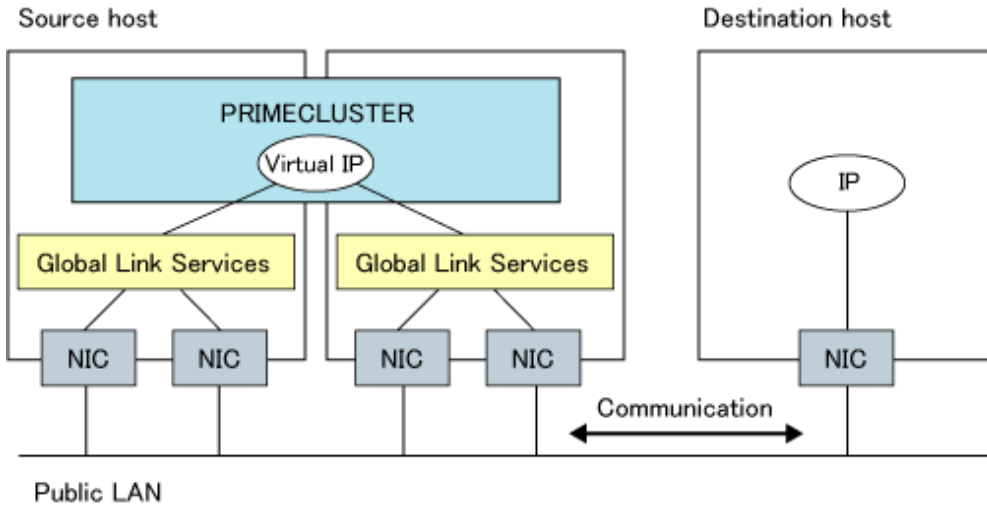 Source host
Destination host
PRIMECLUSTER
Virtual IP
IP
Global Link Services
Global Link Services
NIC
NIC
NIC
NIC
NIC
Communication
Public LAN